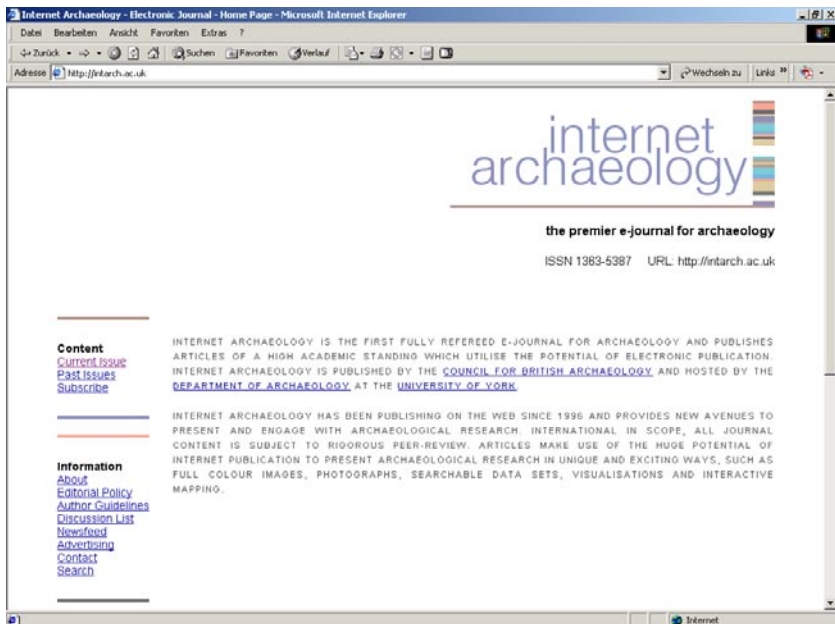 Internet Archaeology - Electronic Journal - Home Page - Microsoft Internet Explorer
Datei Bearbeiten Ansicht Favoriten Extras ?
Zurück Suchen Favoriten Verlauf
Adresse http://intarch.ac.uk Wechseln zu Links »
internet
archaeology
the premier e-journal for archaeology
ISSN 1363-5387 URL: http://intarch.ac.uk
Content
Current Issue
Past Issues
Subscribe
INTERNET ARCHAEOLOGY IS THE FIRST FULLY REFEREED E-JOURNAL FOR ARCHAEOLOGY AND PUBLISHES
ARTICLES OF A HIGH ACADEMIC STANDING WHICH UTILISE THE POTENTIAL OF ELECTRONIC PUBLICATION.
INTERNET ARCHAEOLOGY IS PUBLISHED BY THE COUNCIL FOR BRITISH ARCHAEOLOGY AND HOSTED BY THE
DEPARTMENT OF ARCHAEOLOGY AT THE UNIVERSITY OF YORK.
INTERNET ARCHAEOLOGY HAS BEEN PUBLISHING ON THE WEB SINCE 1996 AND PROVIDES NEW AVENUES TO
PRESENT AND ENGAGE WITH ARCHAEOLOGICAL RESEARCH. INTERNATIONAL IN SCOPE, ALL JOURNAL
CONTENT IS SUBJECT TO RIGOROUS PEER-REVIEW. ARTICLES MAKE USE OF THE HUGE POTENTIAL OF
INTERNET PUBLICATION TO PRESENT ARCHAEOLOGICAL RESEARCH IN UNIQUE AND EXCITING WAYS, SUCH AS
FULL COLOUR IMAGES, PHOTOGRAPHS, SEARCHABLE DATA SETS, VISUALISATIONS AND INTERACTIVE
MAPPING.
Information
About
Editorial Policy
Author Guidelines
Discussion List
Newsfeed
Advertising
Contact
Search
Internet